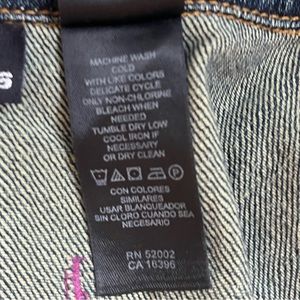 S
MACHINE WASH
COLD
WITH LIKE COLORS
DELICATE CYCLE
ONLY NON-CHLORINE
BLEACH WHEN
NEEDED
TUMBLE DRY LOW
COOL IRON IF
NECESSARY
OR DRY CLEAN
CON COLORES
SIMILARES
USAR BLANQUEADOR
SIN CLORO CUANDO SEA
NECESARIO
RN 52002
CA 16396